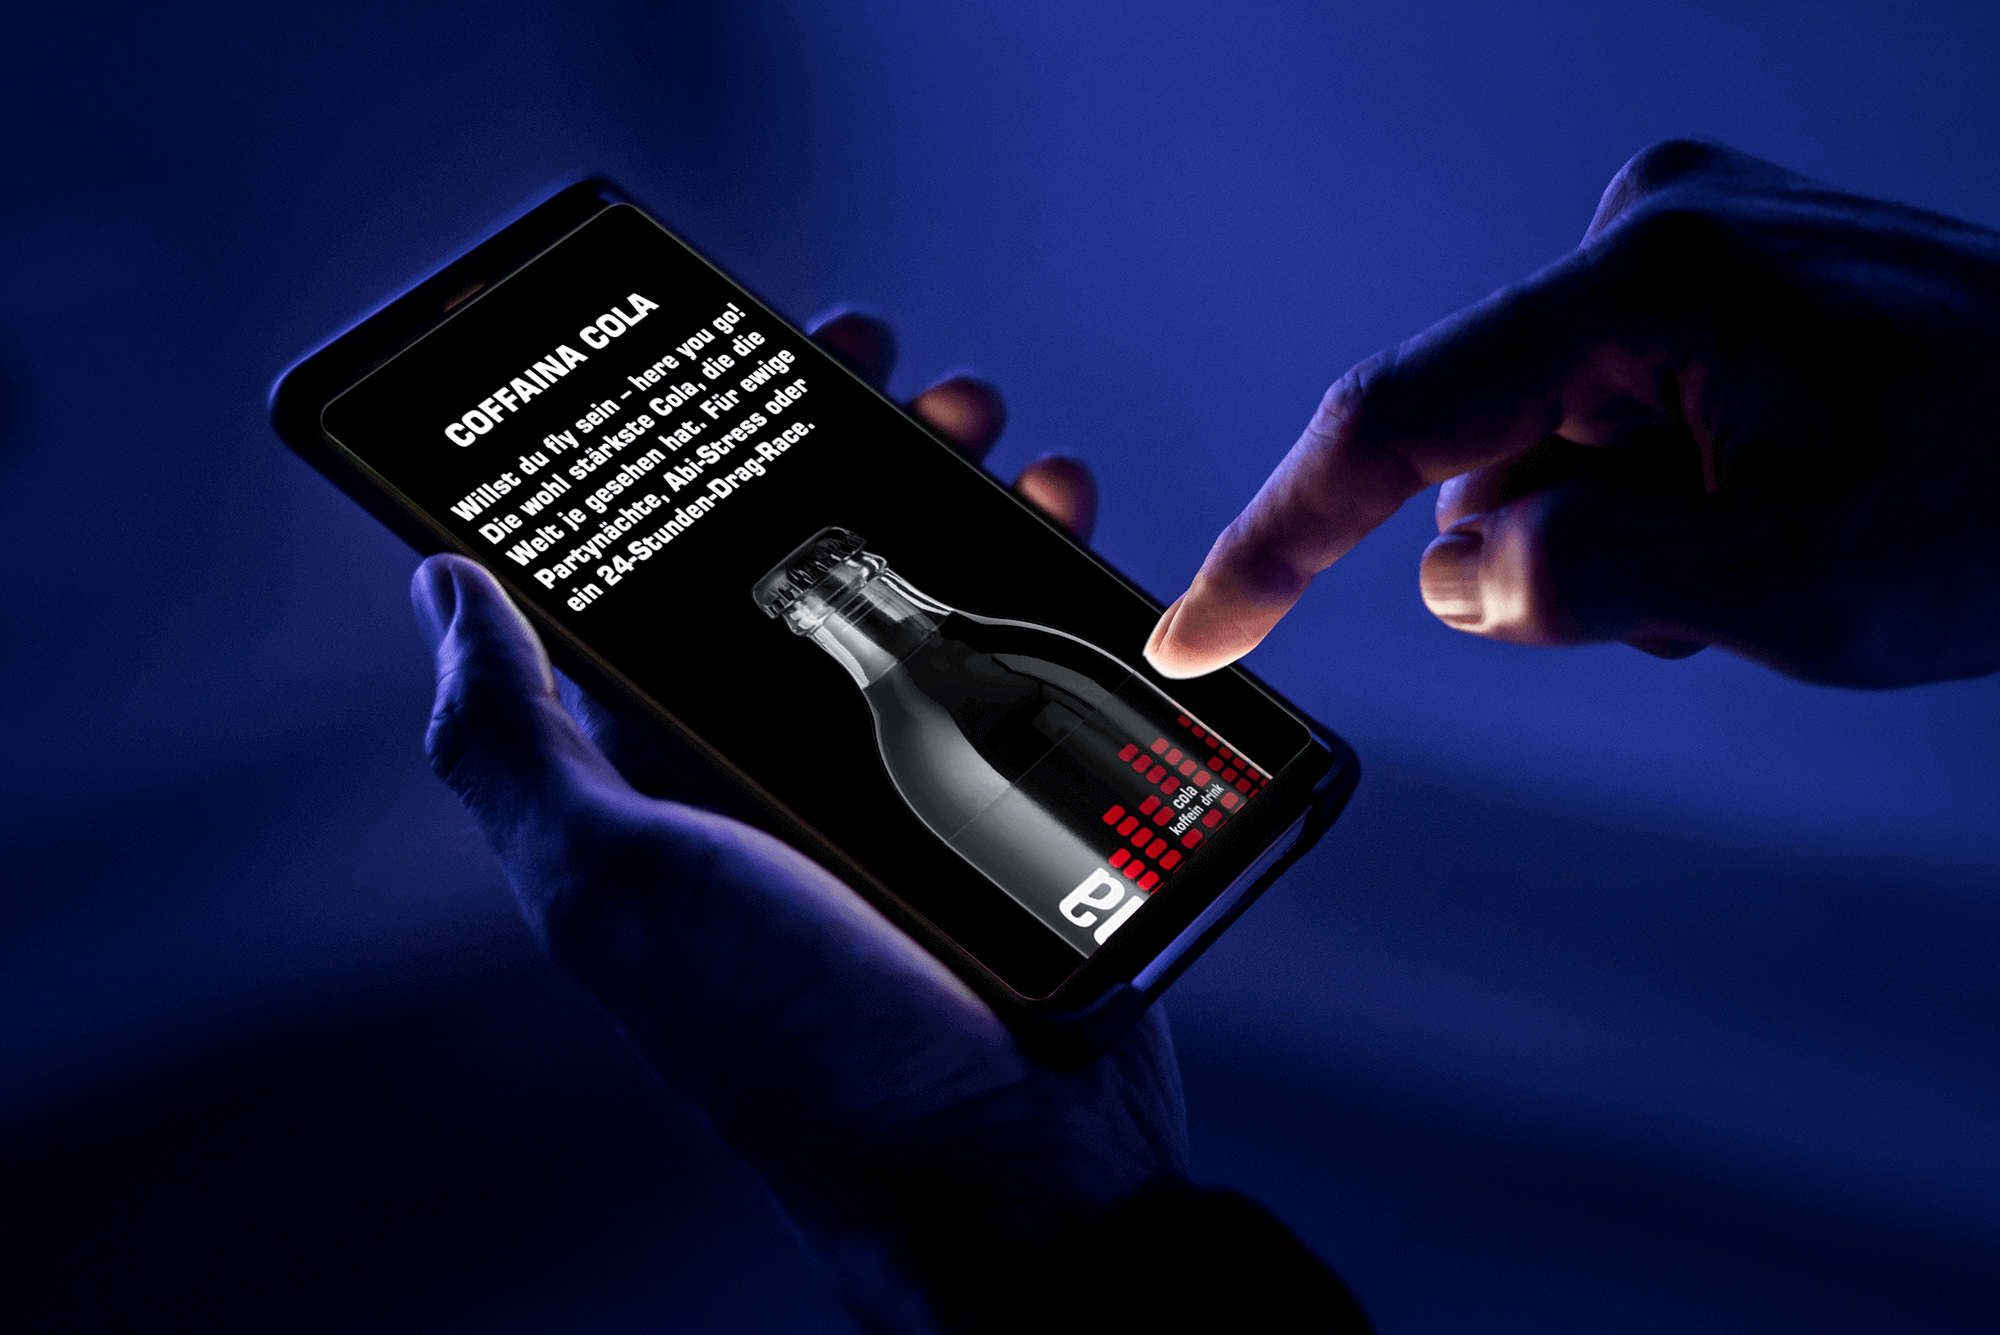 COFFAINA COLA
Willst du fly sein – here you go!
Die wohl stärkste Cola, die die
Welt je gesehen hat. Für ewige
Partynächte, Abi-Stress oder
ein 24-Stunden-Drag-Race.
cola
koffein drink